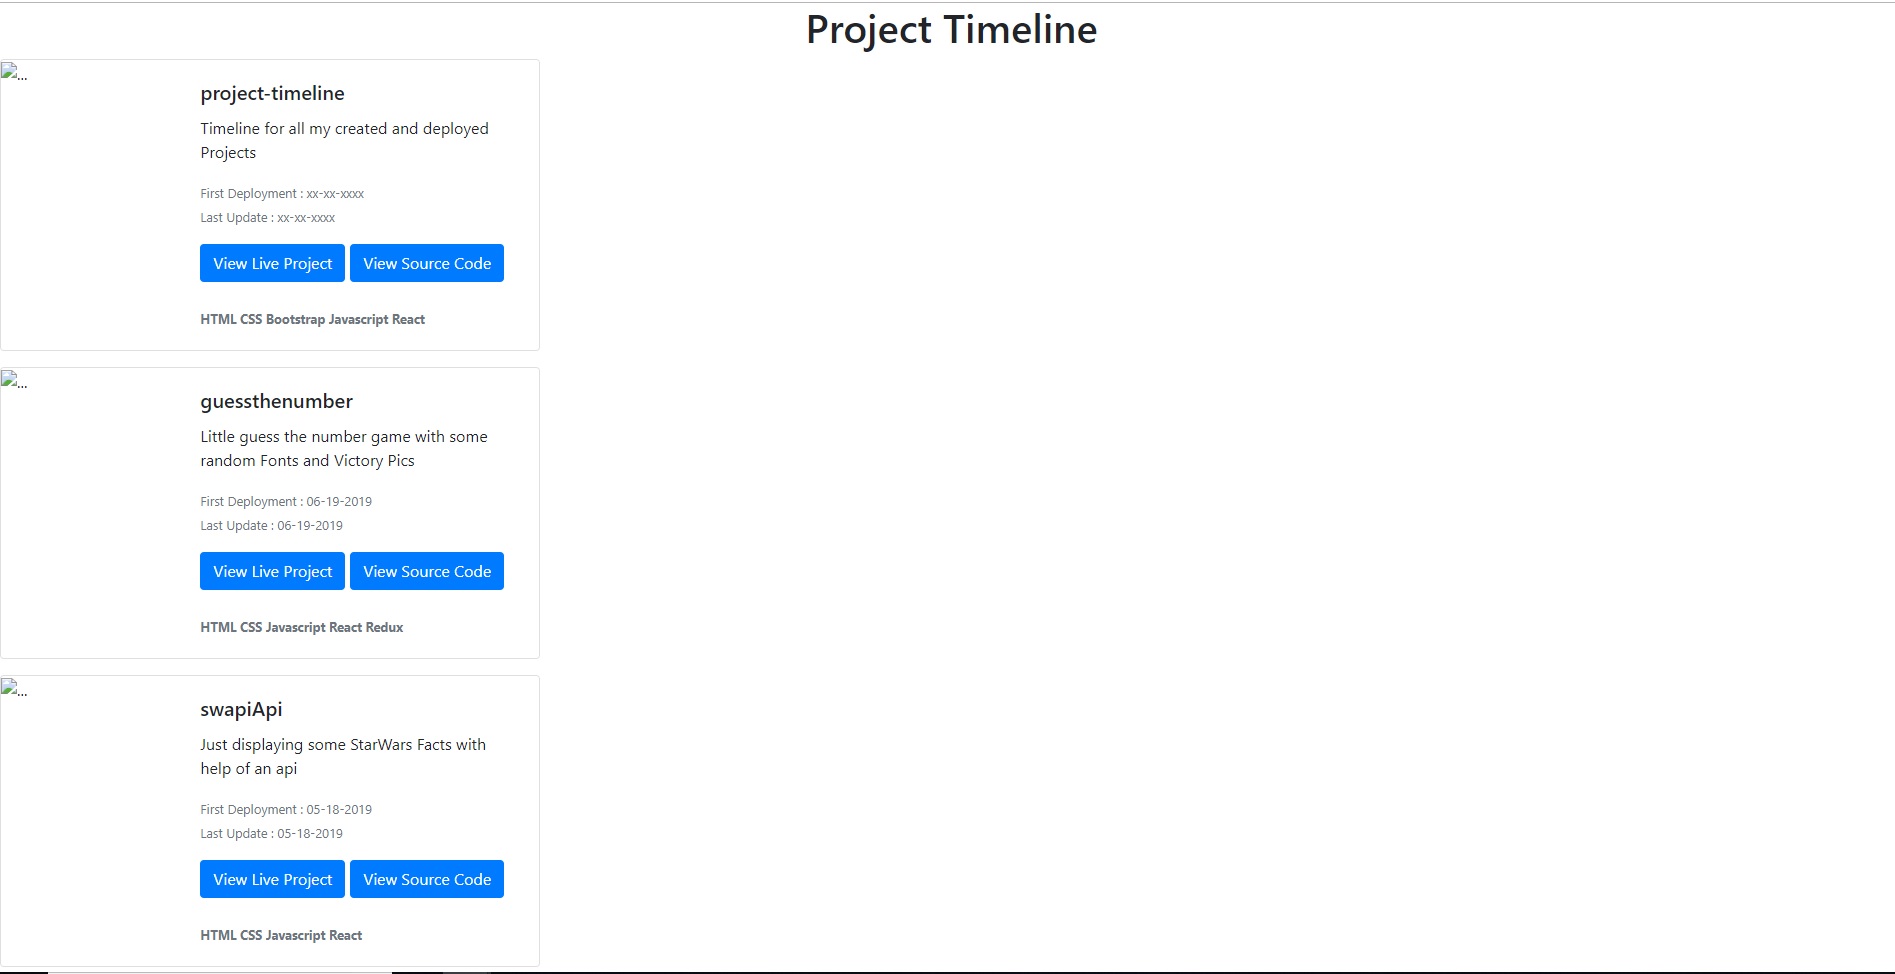 Project Timeline
...
project-timeline
Timeline for all my created and deployed
Projects
First Deployment : xx-xx-xxxx
Last Update : xx-xx-xxxx
View Live Project View Source Code
HTML CSS Bootstrap Javascript React
...
guessthenumber
Little guess the number game with some
random Fonts and Victory Pics
First Deployment : 06-19-2019
Last Update : 06-19-2019
View Live Project View Source Code
HTML CSS Javascript React Redux
...
swapiApi
Just displaying some StarWars Facts with
help of an api
First Deployment : 05-18-2019
Last Update : 05-18-2019
View Live Project View Source Code
HTML CSS Javascript React